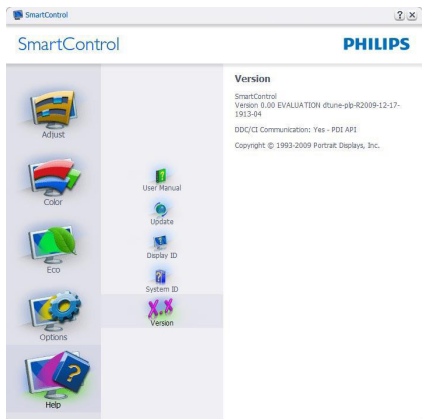 SmartControl
SmartControl
PHILIPS
Adjust
Color
Eco
Options
Help
User Manual
Update
Display ID
System ID
X.X
Version
Version
SmartControl
Version 0.00 EVALUATION dtune-plp-R2009-12-17-
1913-04
DDC/CI Communication: Yes - PDI API
Copyright © 1993-2009 Portrait Displays, Inc.